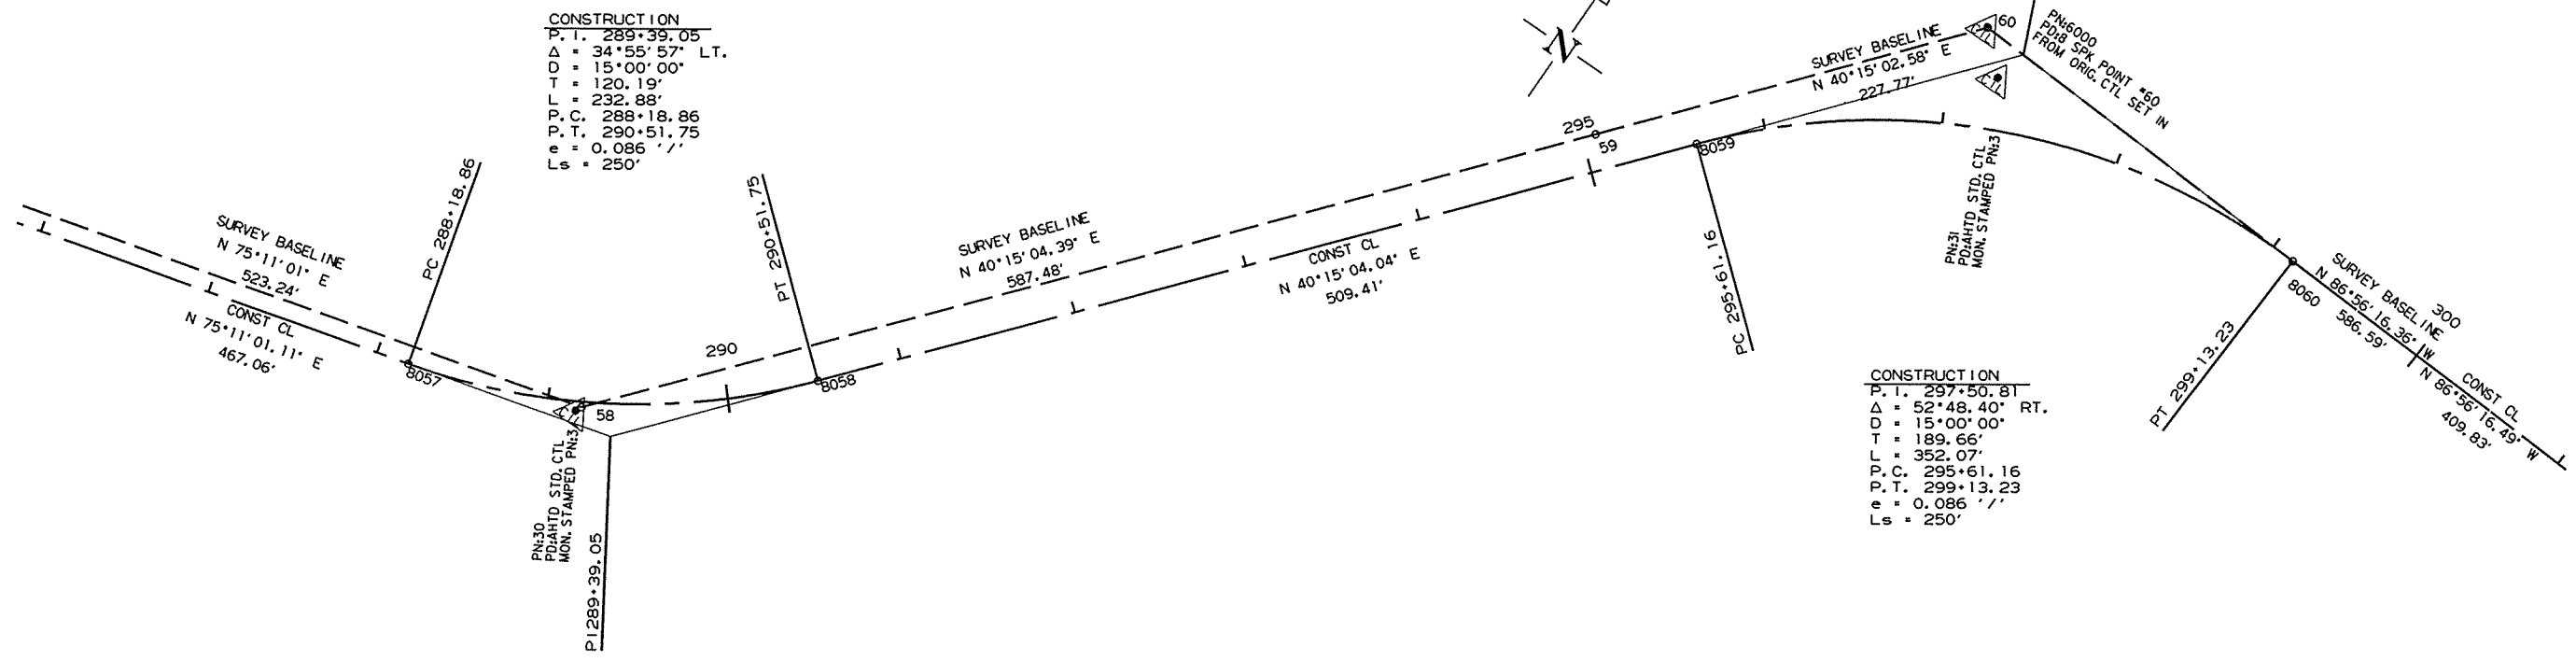 CONSTRUCTION
P.I. 289+39.05
Δ = 34°55'57" LT.
D = 15°00'00"
T = 120.19'
L = 232.88'
P.C. 288+18.86
P.T. 290+51.75
e = 0.086 '/'
Ls = 250'
N
60
PN:6000
PD:8 SPK POINT #60
FROM ORIG. CTL SET IN
SURVEY BASELINE
N 40°15'02.58" E
227.77'
CTL
CTL
295
59
8059
PN:31
PD:AHTD STD. CTL
MON. STAMPED PN:3
PC 288+18.86
PT 290+51.75
SURVEY BASELINE
N 75°11'01" E
523.24'
CONST CL
N 75°11'01.11" E
467.06'
8057
SURVEY BASELINE
N 40°15'04.39" E
587.48'
CONST CL
N 40°15'04.04" E
509.41'
290
8058
CTL
58
PN:30
PD:AHTD STD. CTL
MON. STAMPED PN:3
PI 289+39.05
PC 295+61.16
PT 299+13.23
8060
SURVEY BASELINE
N 86°56'16.36" W
586.59'
300
CONST CL
N 86°56'16.49" W
409.83'
CONSTRUCTION
P.I. 297+50.81
Δ = 52°48.40" RT.
D = 15°00'00"
T = 189.66'
L = 352.07'
P.C. 295+61.16
P.T. 299+13.23
e = 0.086 '/'
Ls = 250'